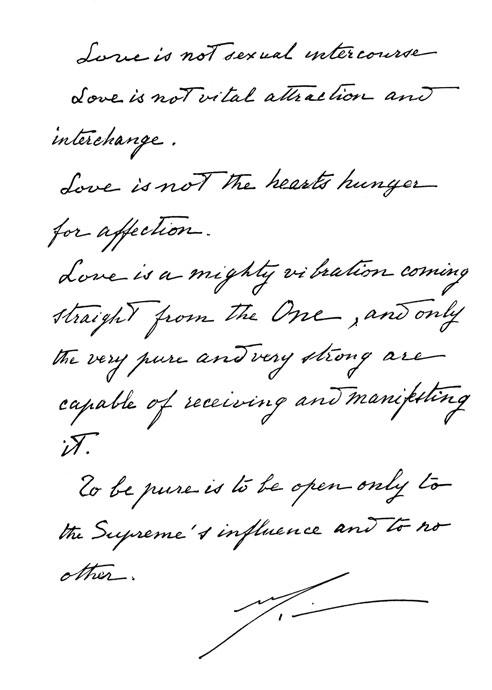 Love is not sexual intercourse
Love is not vital attraction and
interchange.
Love is not the heart's hunger
for affection.
Love is a mighty vibration coming
straight from the One, and only
the very pure and very strong are
capable of receiving and manifesting
it.
To be pure is to be open only to
the Supreme's influence and to no
other.